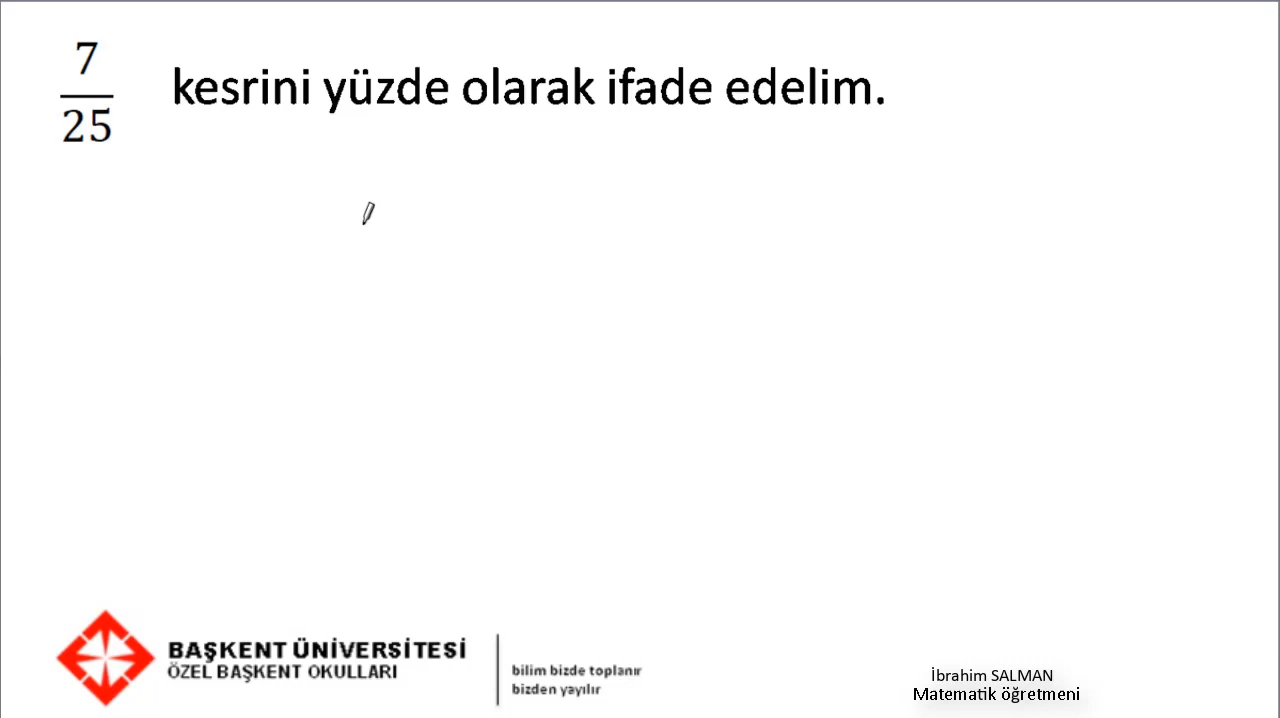 7
25
kesrini yüzde olarak ifade edelim.
BAŞKENT ÜNİVERSİTESİ
ÖZEL BAŞKENT OKULLARI
bilim bizde toplanır
bizden yayılır
İbrahim SALMAN
Matematik öğretmeni